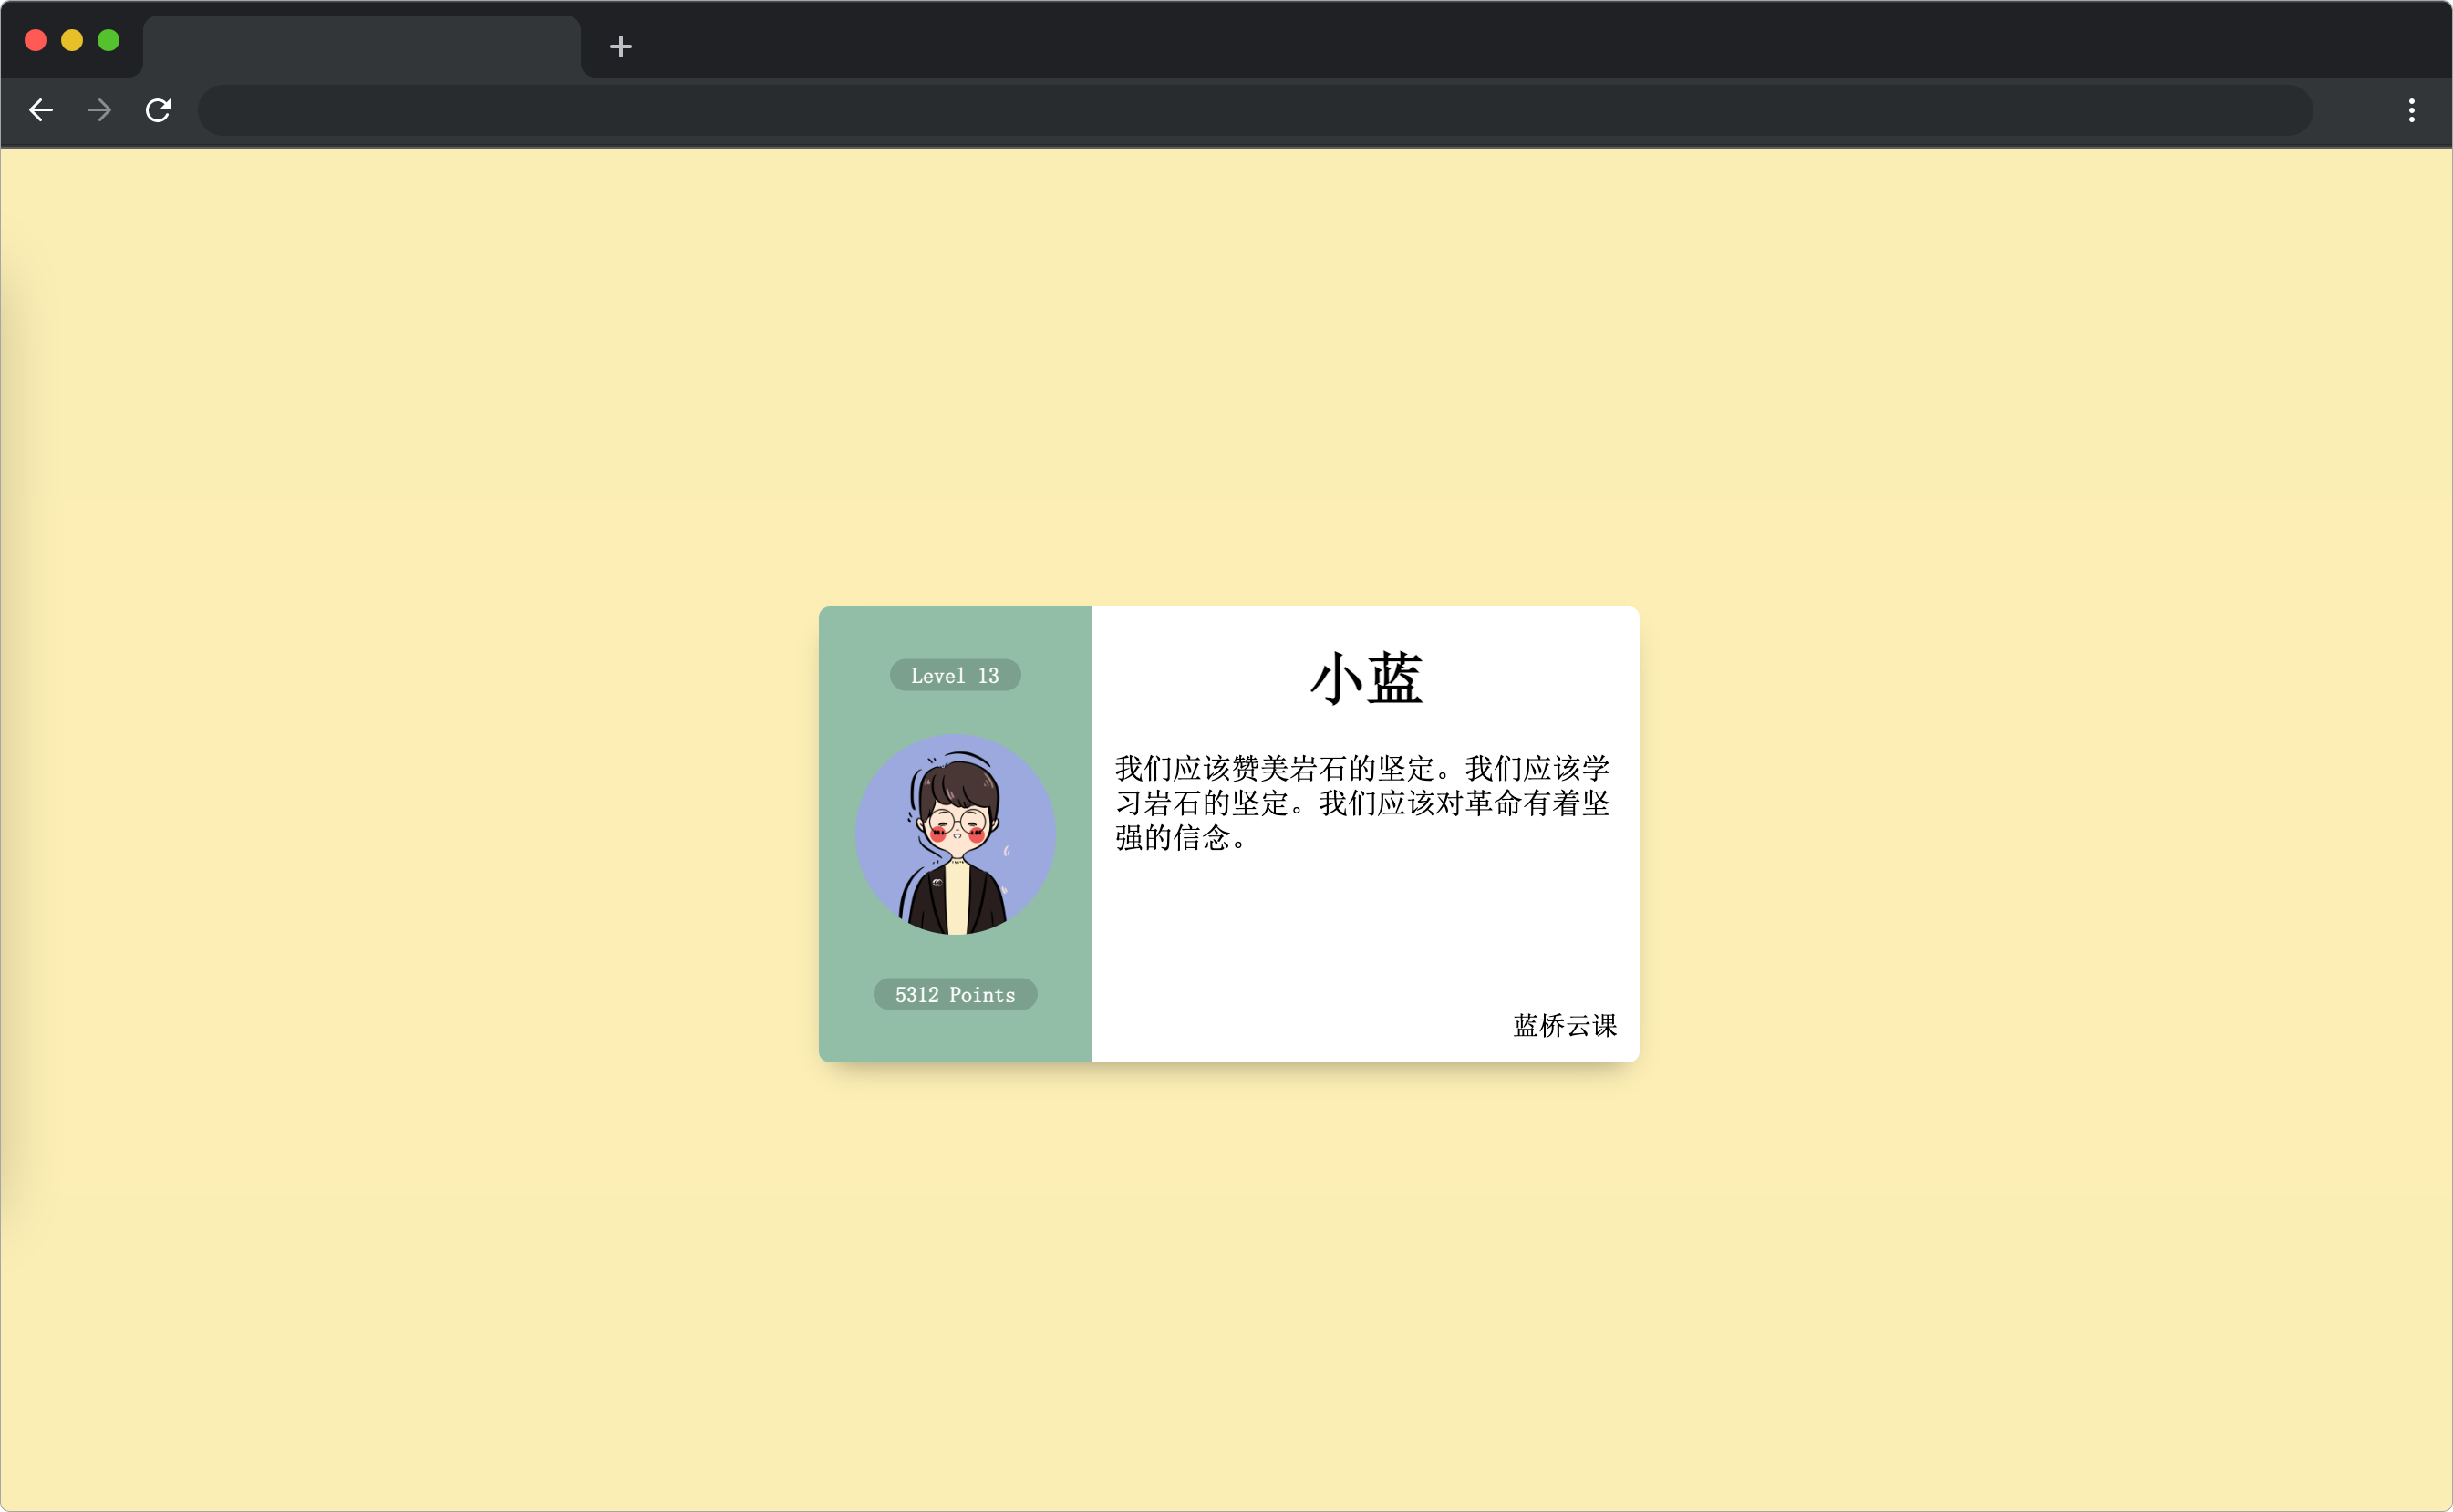 Level 13
5312 Points
小蓝
我们应该赞美岩石的坚定。我们应该学
习岩石的坚定。我们应该对革命有着坚
强的信念。
蓝桥云课